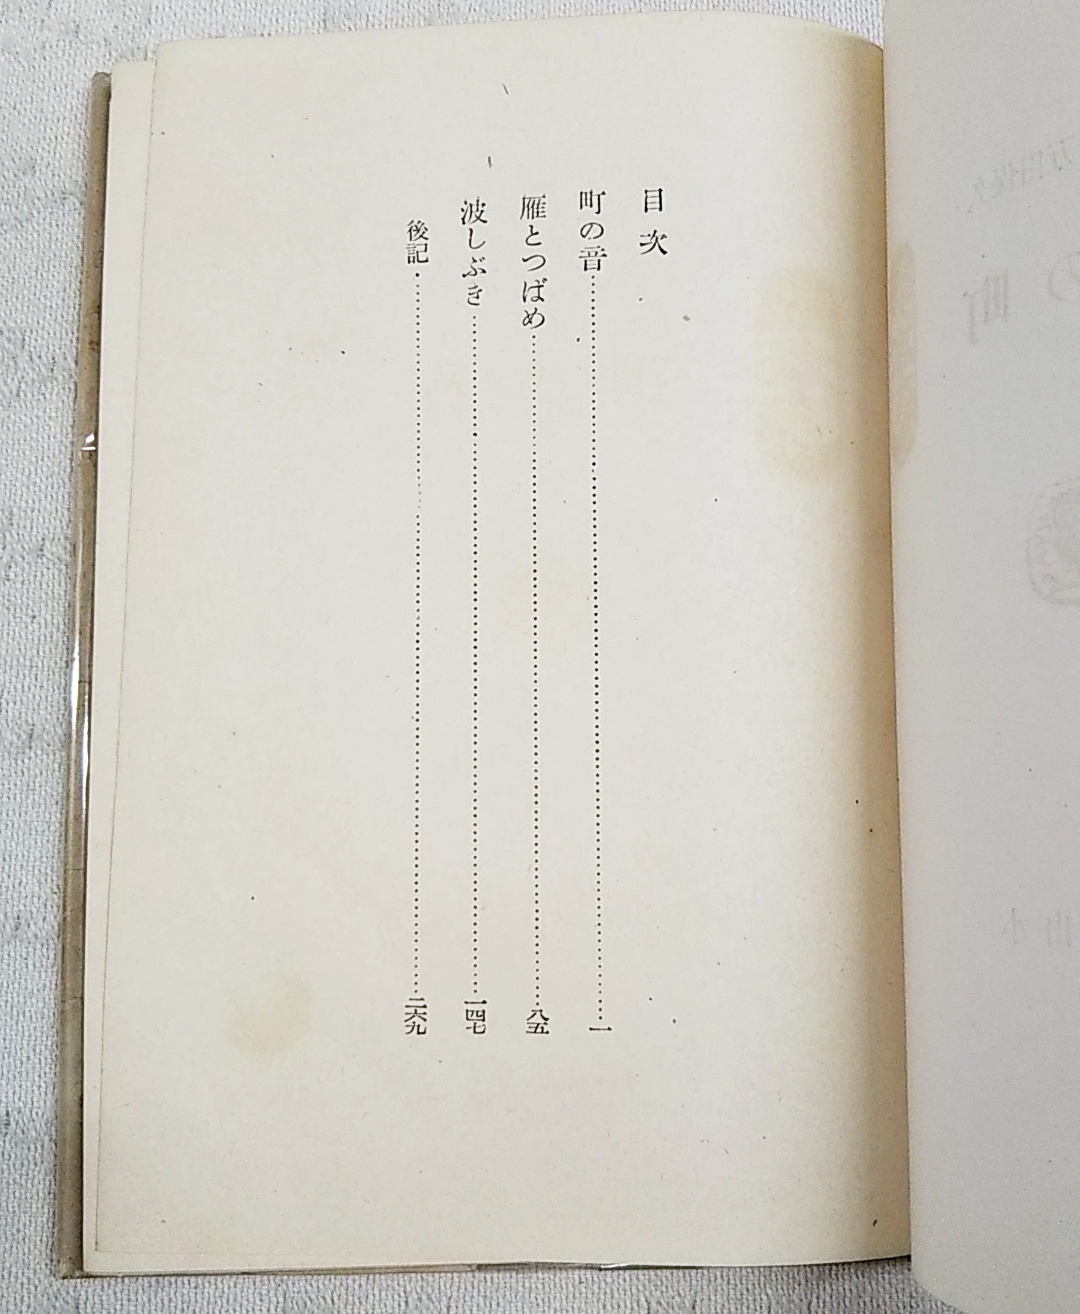 目次
町の音……一
雁とつばめ……八五
波しぶき……一四七
後記……二六九